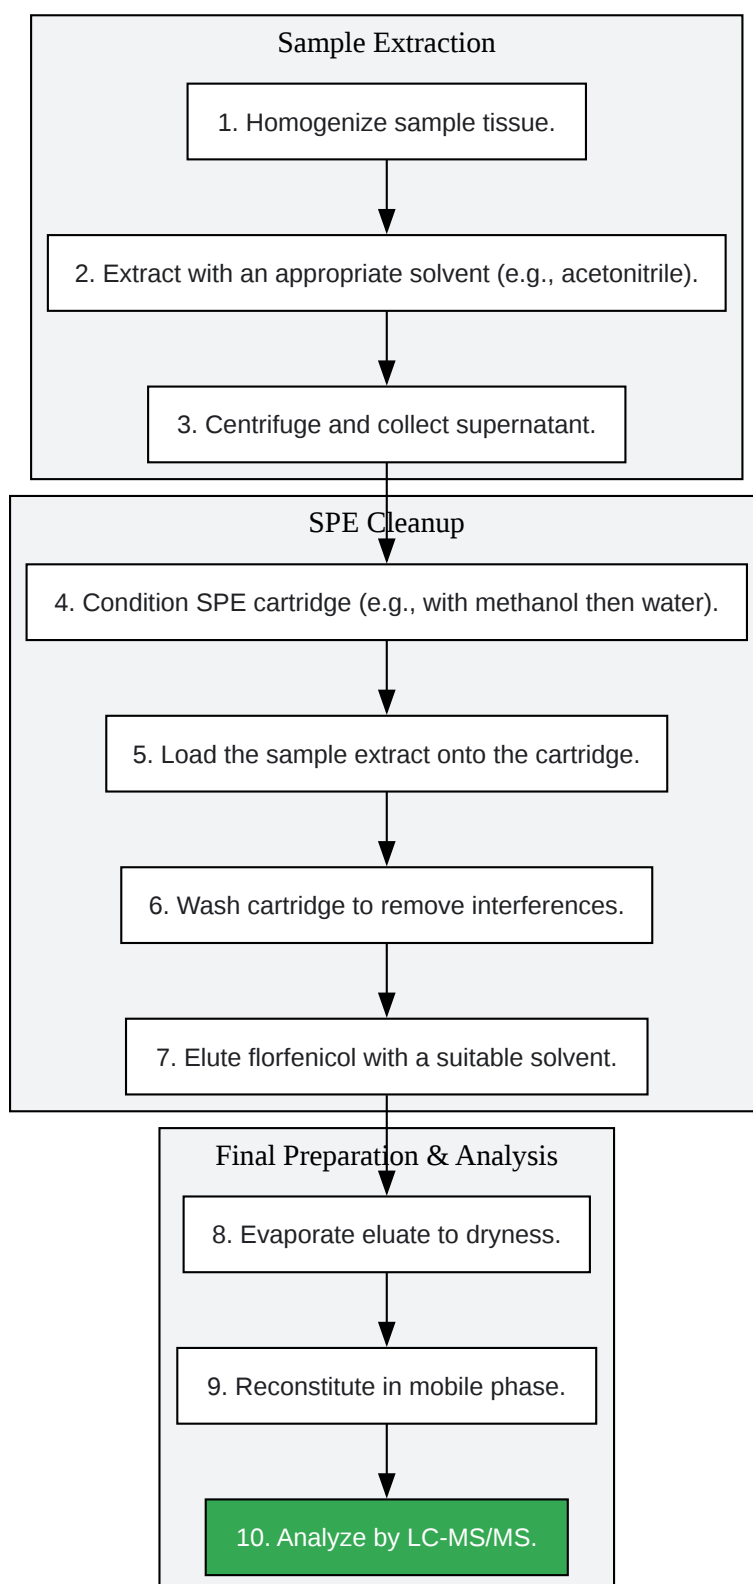 Sample Extraction
1. Homogenize sample tissue.
2. Extract with an appropriate solvent (e.g., acetonitrile).
3. Centrifuge and collect supernatant.
SPE Cleanup
4. Condition SPE cartridge (e.g., with methanol then water).
5. Load the sample extract onto the cartridge.
6. Wash cartridge to remove interferences.
7. Elute florfenicol with a suitable solvent.
Final Preparation & Analysis
8. Evaporate eluate to dryness.
9. Reconstitute in mobile phase.
10. Analyze by LC-MS/MS.